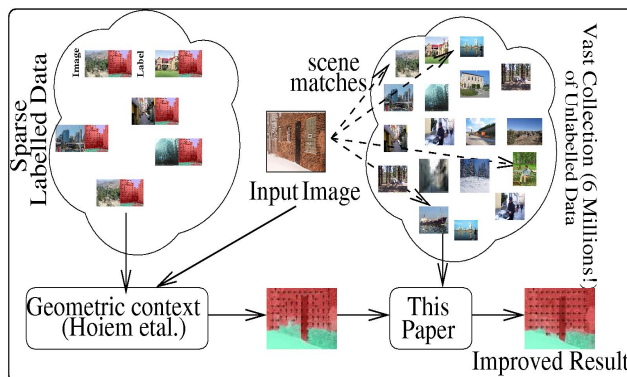 Image
Label
Sparse
Labelled Data
scene
matches
Input Image
Vast Collection (6 Millions!)
of Unlabelled Data
Geometric context
(Hoiem etal.)
This
Paper
Improved Result